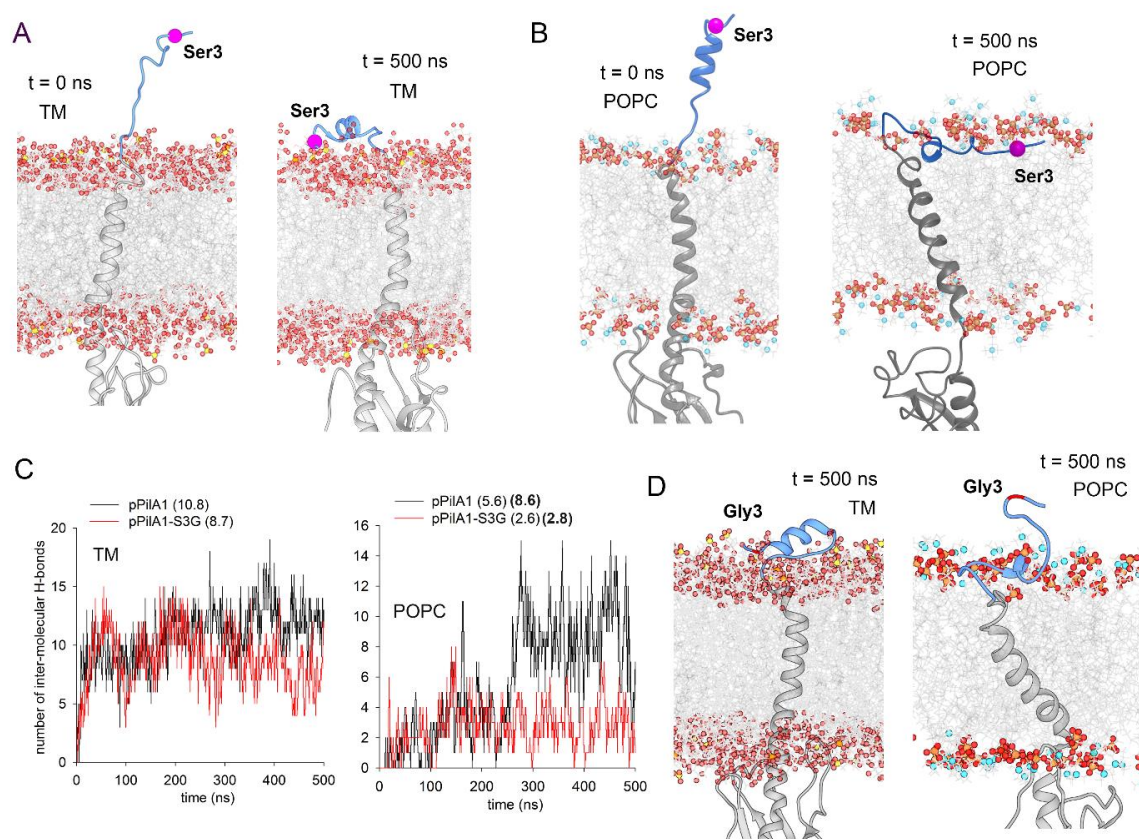 A
Ser3
t = 0 ns
TM
t = 500 ns
TM
Ser3
B
Ser3
t = 0 ns
POPC
t = 500 ns
POPC
Ser3
C
pPilA1 (10.8)
pPilA1-S3G (8.7)
TM
number of inter-molecular H-bonds
20
15
10
5
0
0 100 200 300 400 500
time (ns)
pPilA1 (5.6) (8.6)
pPilA1-S3G (2.6) (2.8)
POPC
16
14
12
10
8
6
4
2
0
0 100 200 300 400 500
time (ns)
D
t = 500 ns
TM
Gly3
t = 500 ns
POPC
Gly3